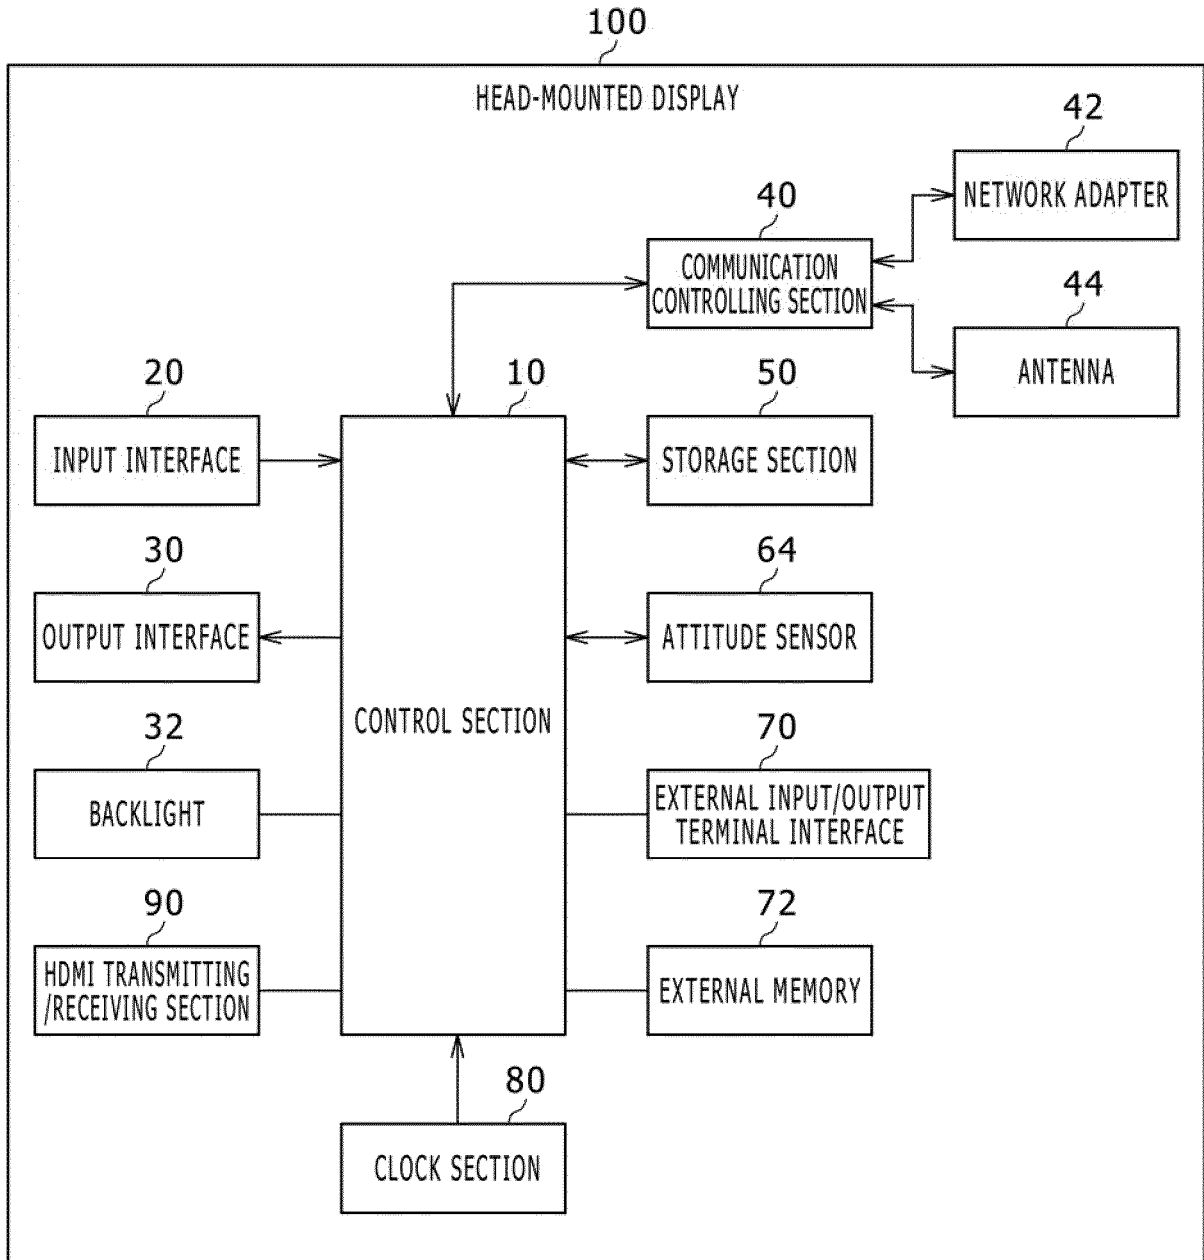 100
HEAD-MOUNTED DISPLAY
42
NETWORK ADAPTER
40
COMMUNICATION
CONTROLLING SECTION
44
ANTENNA
20
INPUT INTERFACE
10
CONTROL SECTION
50
STORAGE SECTION
30
OUTPUT INTERFACE
64
ATTITUDE SENSOR
32
BACKLIGHT
70
EXTERNAL INPUT/OUTPUT
TERMINAL INTERFACE
90
HDMI TRANSMITTING
/RECEIVING SECTION
72
EXTERNAL MEMORY
80
CLOCK SECTION